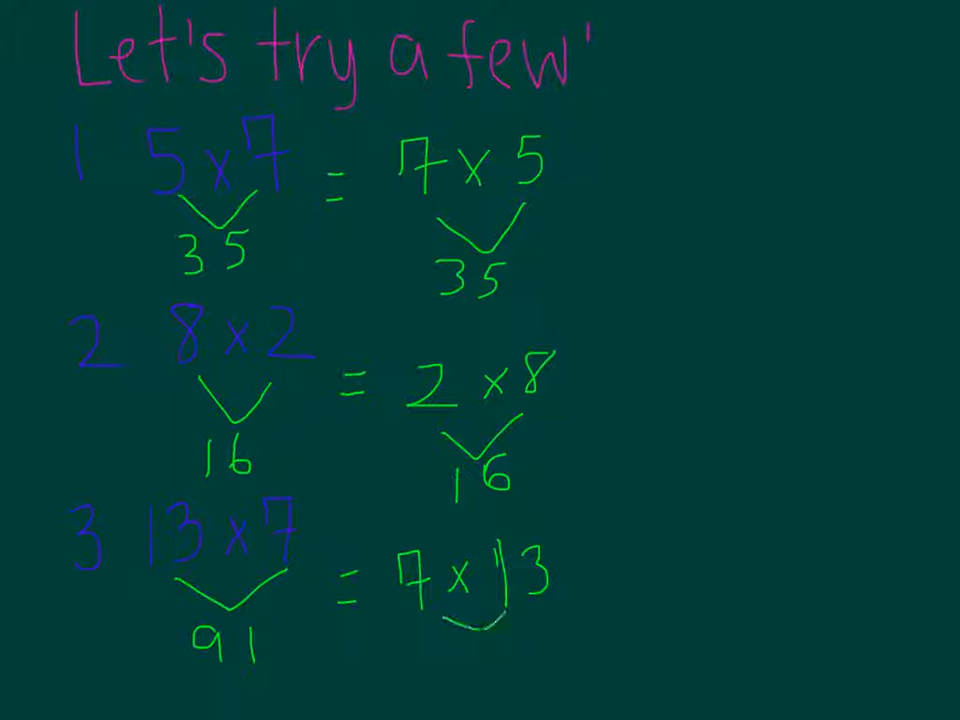 Let's try a few'
1 5 x 7 = 7 x 5
35 35
2 8 x 2 = 2 x 8
16 16
3 13 x 7 = 7 x 13
91